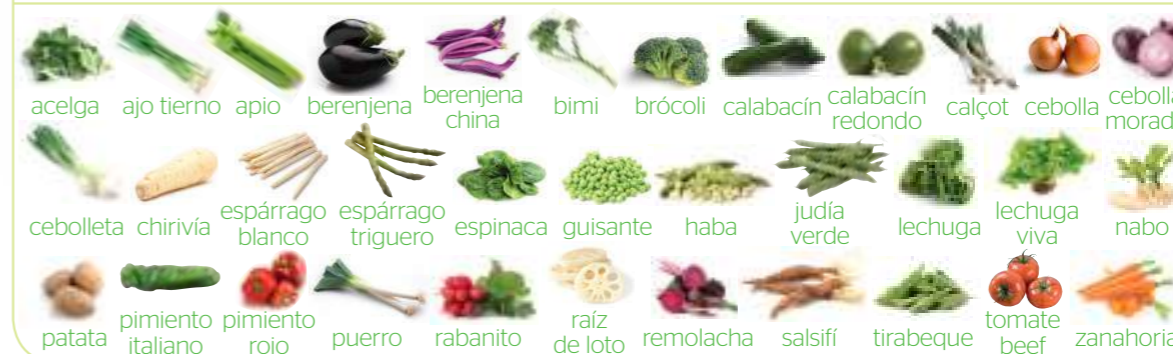 acelga
ajo tierno
apio
berenjena
berenjena
china
bimi
brócoli
calabacín
calabacín
redondo
calçot
cebolla
cebolla
morad
cebolleta
chirivía
espárrago
blanco
espárrago
triguero
espinaca
guisante
haba
judía
verde
lechuga
lechuga
viva
nabo
patata
pimiento
italiano
pimiento
rojo
puerro
rabanito
raíz
de loto
remolacha
salsifí
tirabeque
tomate
beef
zanahoria